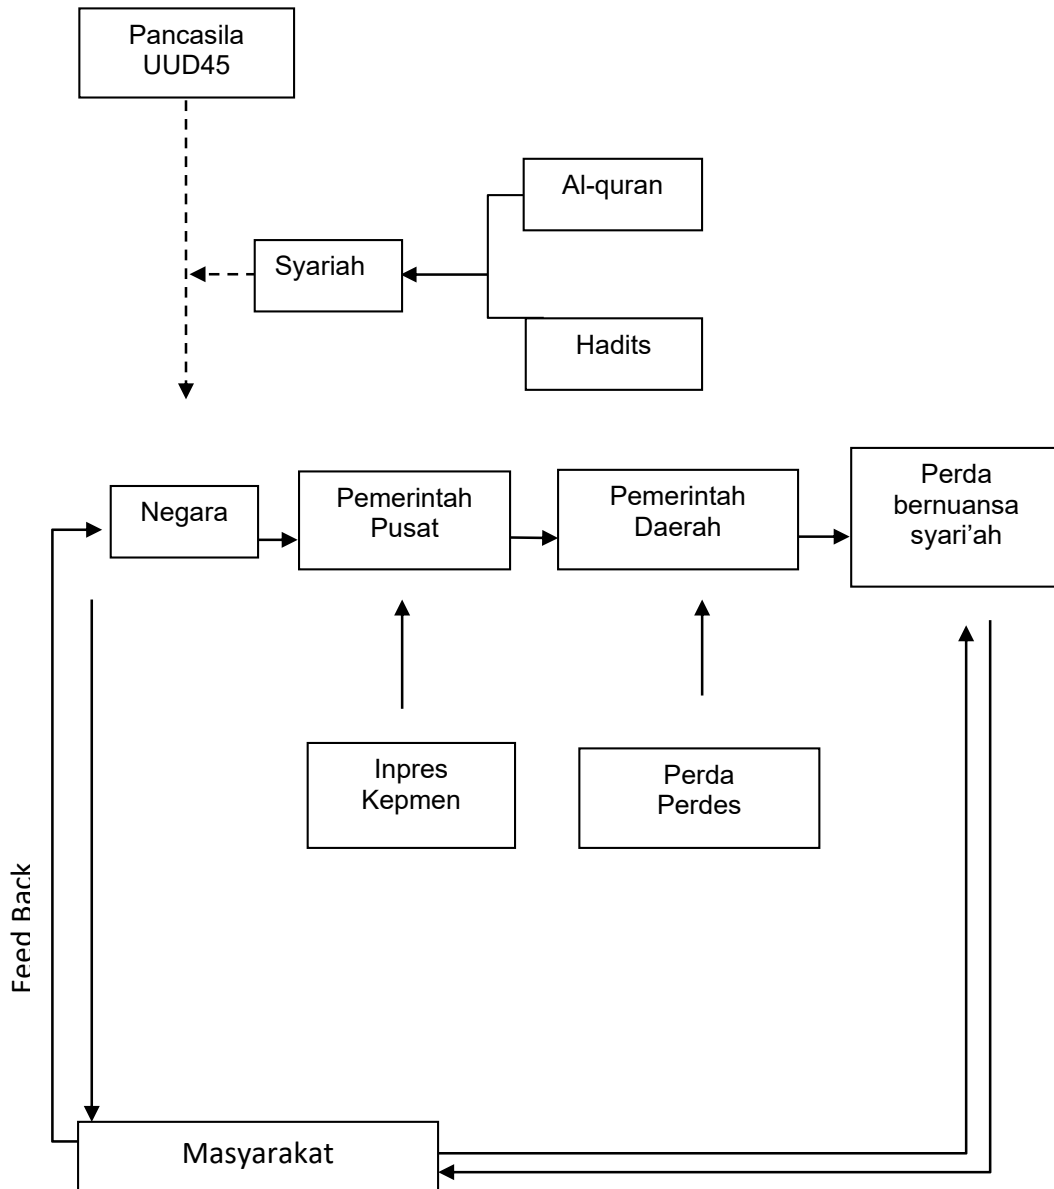 Pancasila
UUD45
Al-quran
Syariah
Hadits
Negara
Pemerintah
Pusat
Pemerintah
Daerah
Perda
bernuansa
syari’ah
Inpres
Kepmen
Perda
Perdes
Feed Back
Masyarakat